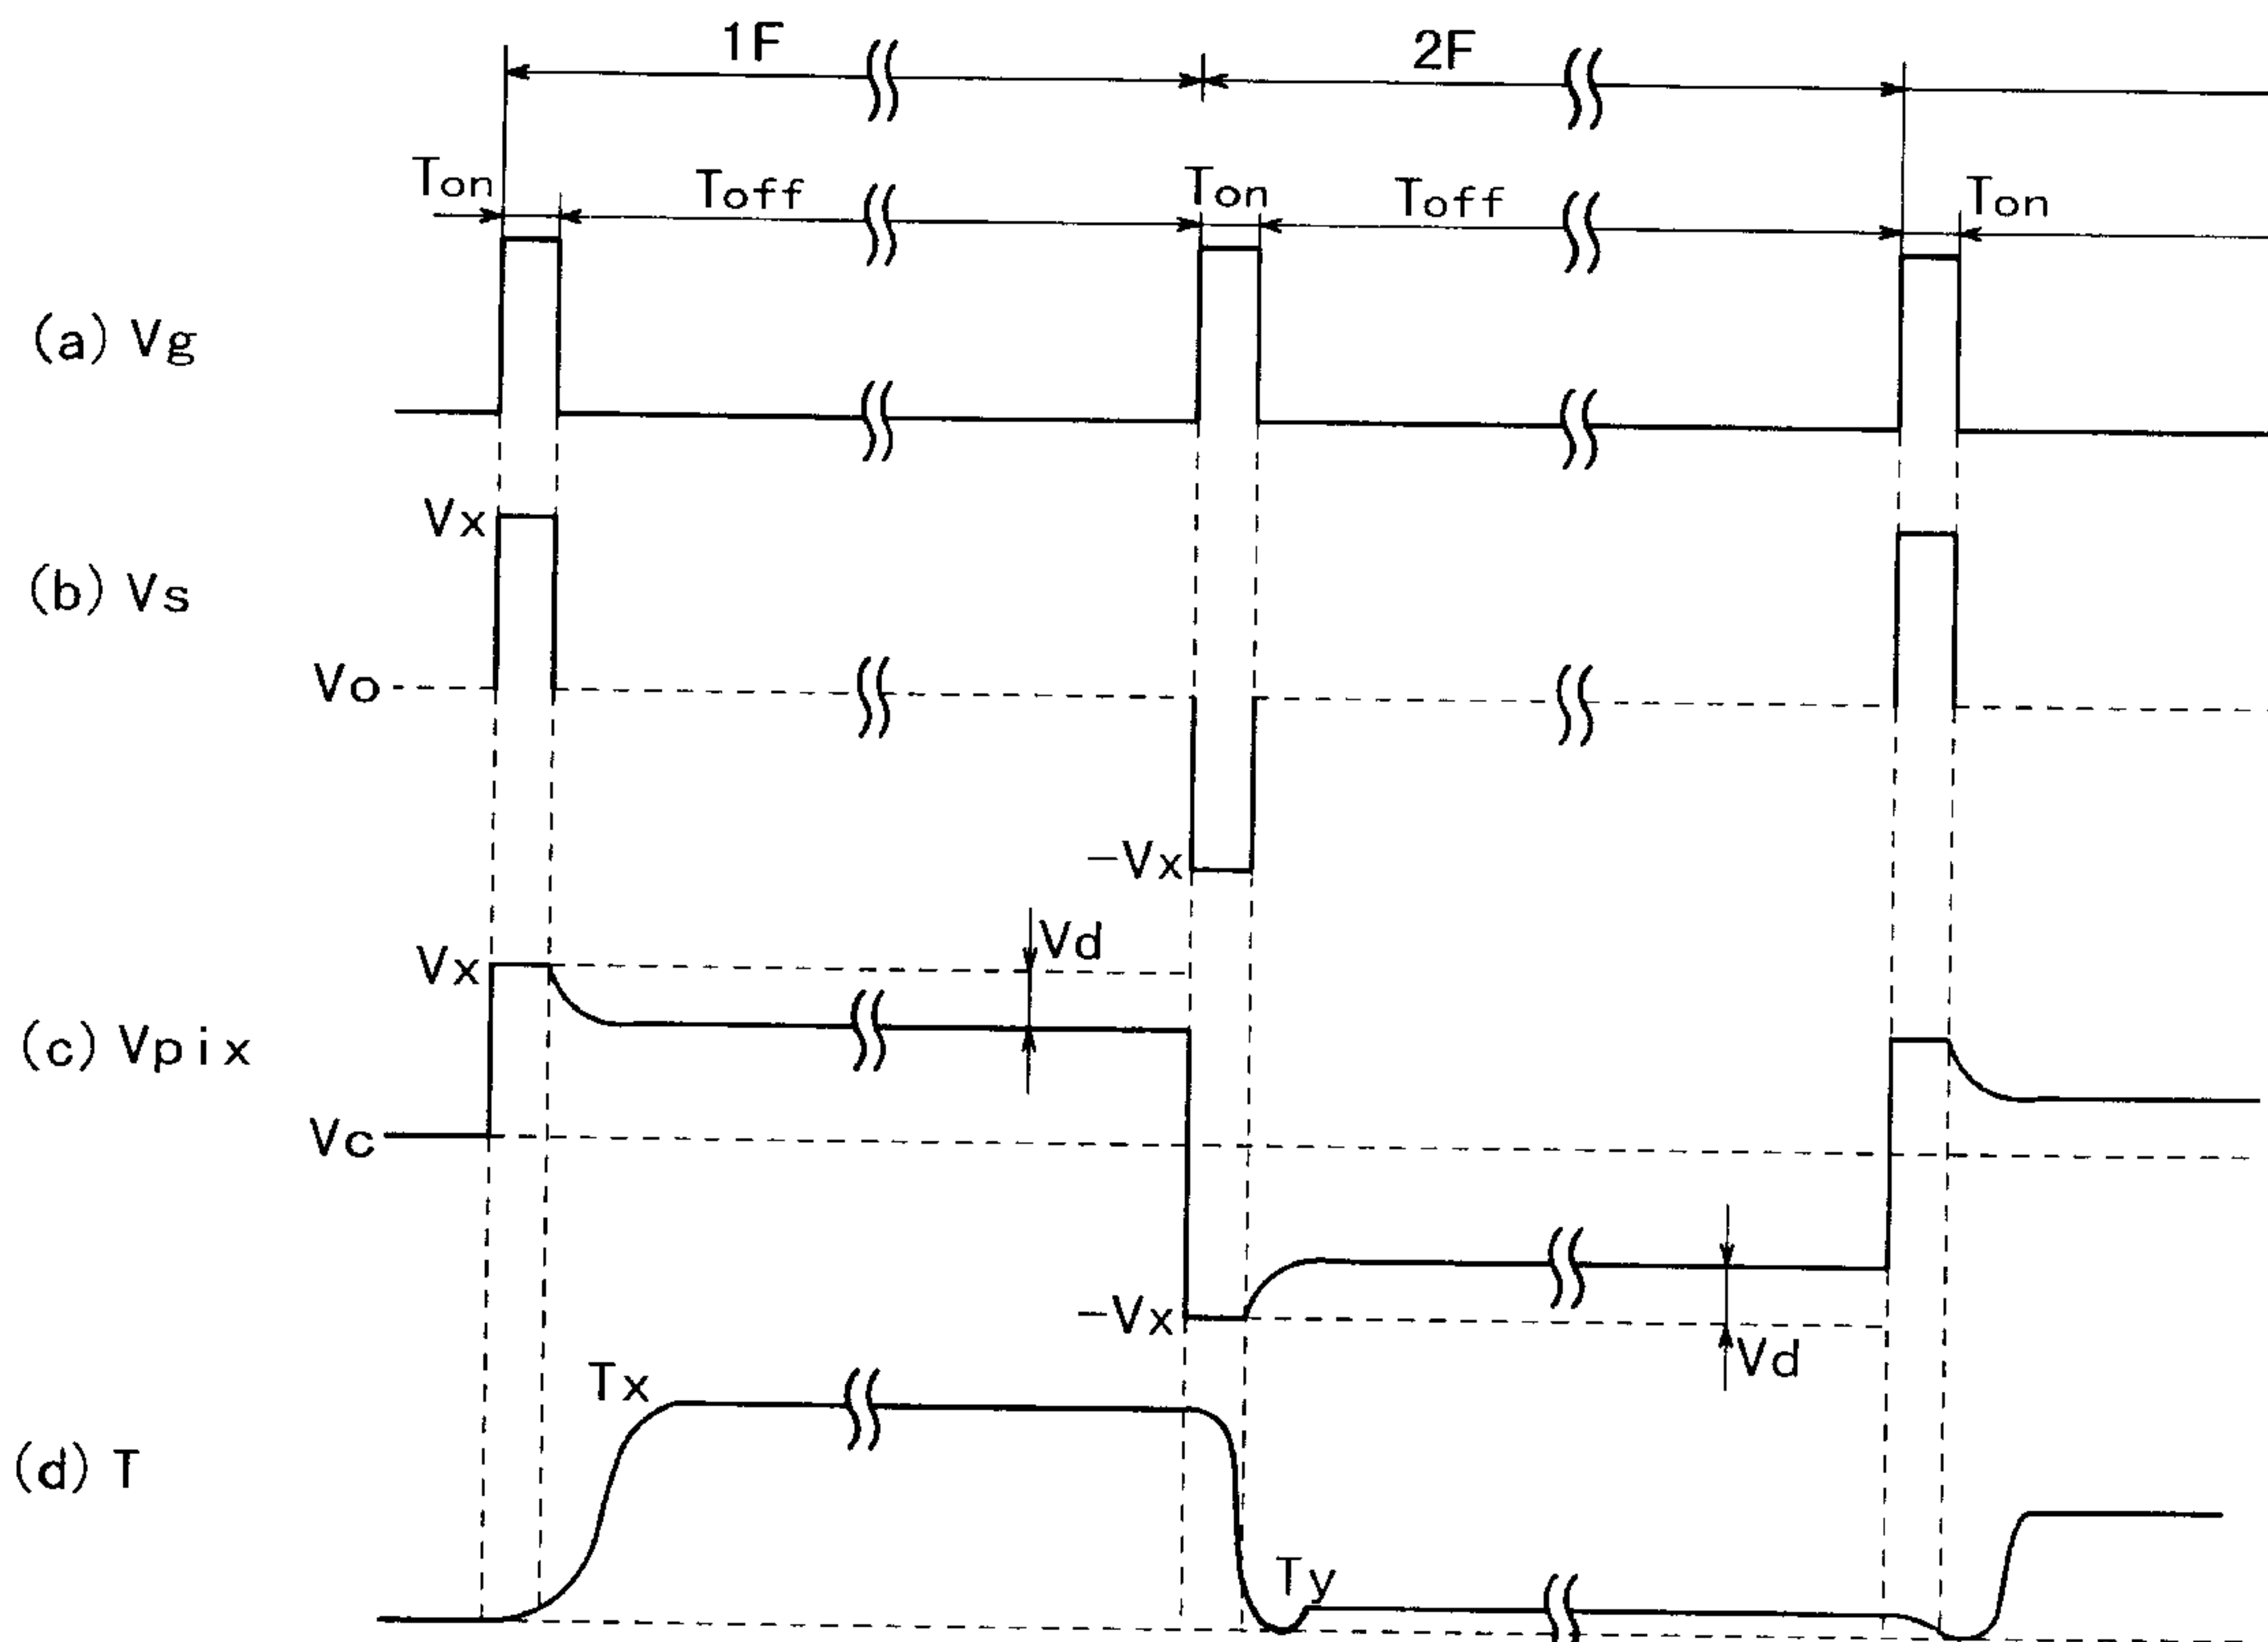 1F 2F
Ton Toff Ton Toff Ton
(a) Vg
Vx
(b) Vs
Vo
-Vx
Vd
Vx
(c) Vpix
Vc
-Vx
Vd
Tx
(d) T
Ty